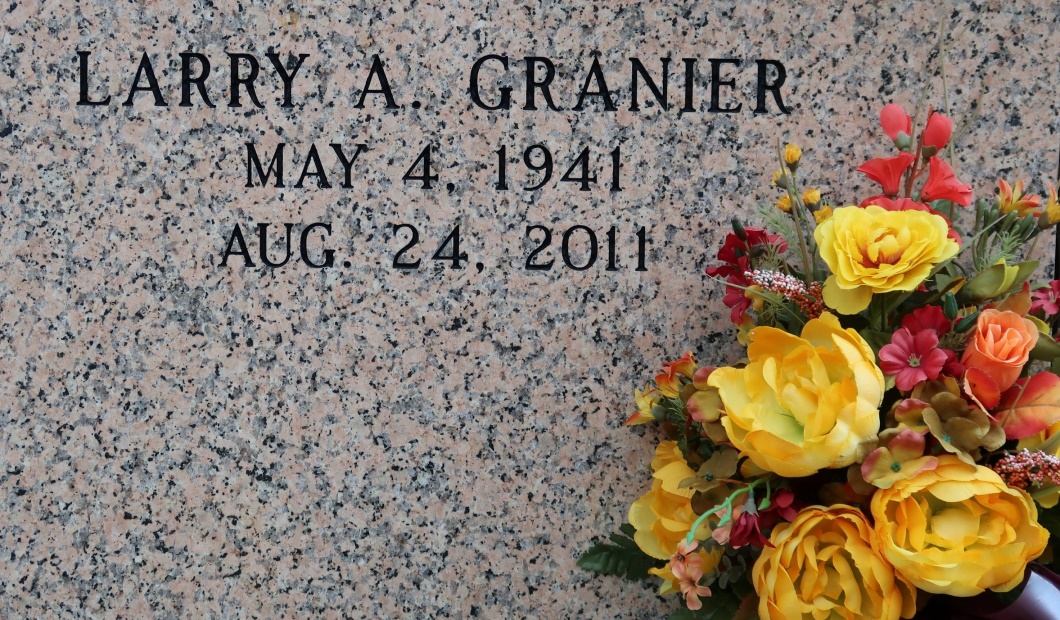 LARRY A. GRANIER
MAY 4, 1941
AUG. 24, 2011